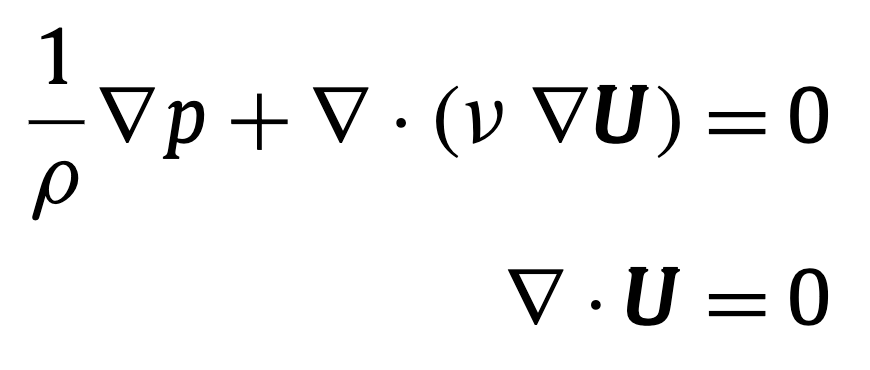 1/ρ ∇p + ∇ · (ν ∇U) = 0
∇ · U = 0